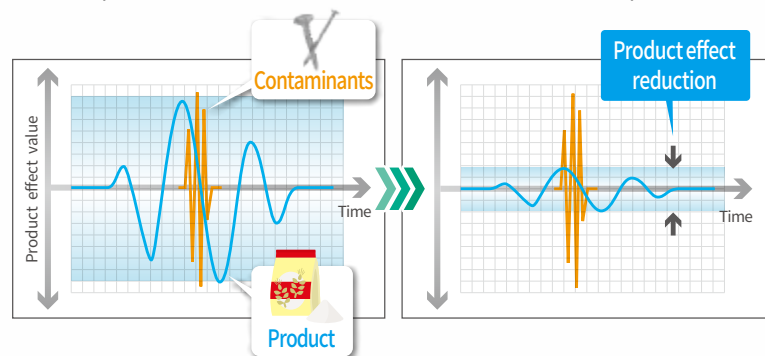 Contaminants
Product effect value
Time
Product
Product effect
reduction
Time